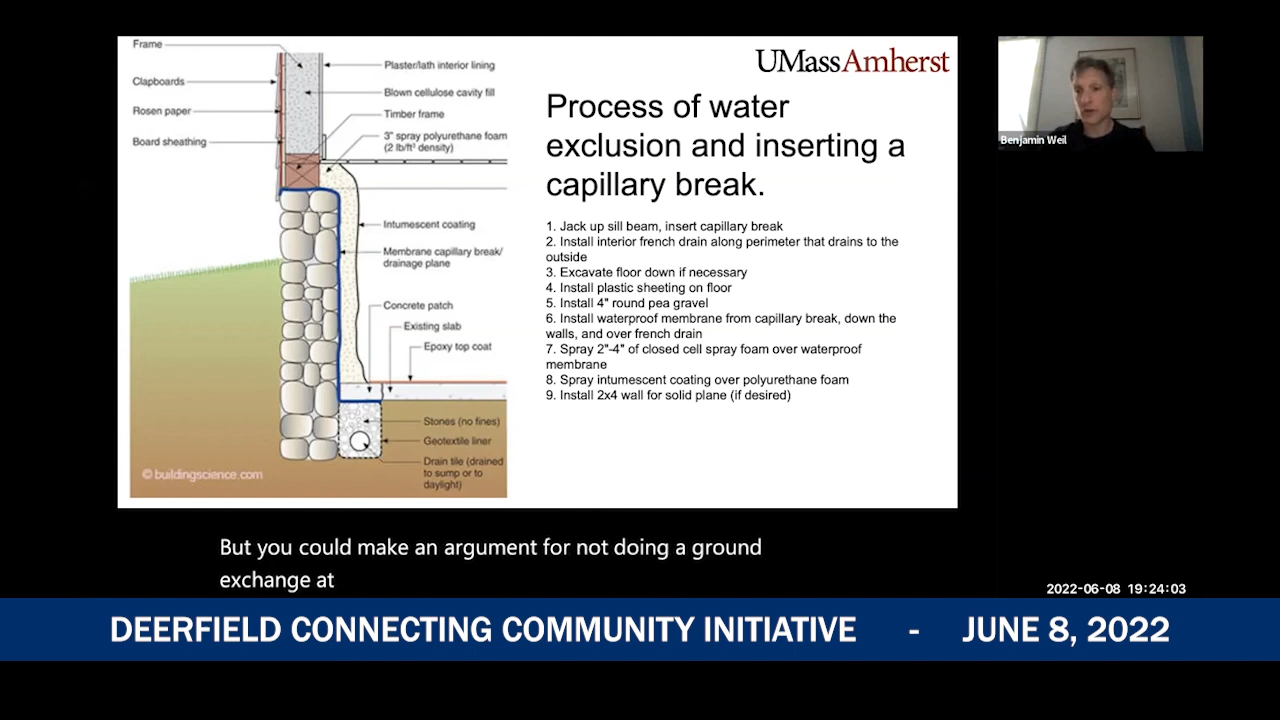 Frame
Clapboards
Rosen paper
Board sheathing
Plaster/lath interior lining
Blown cellulose cavity fill
Timber frame
3" spray polyurethane foam
(2 lb/ft³ density)
Intumescent coating
Membrane capillary break/
drainage plane
Concrete patch
Existing slab
Epoxy top coat
Stones (no fines)
Geotextile liner
Drain tile (drained
to sump or to
daylight)
© buildingscience.com
UMassAmherst
Process of water
exclusion and inserting a
capillary break.
1. Jack up sill beam, insert capillary break
2. Install interior french drain along perimeter that drains to the
outside
3. Excavate floor down if necessary
4. Install plastic sheeting on floor
5. Install 4" round pea gravel
6. Install waterproof membrane from capillary break, down the
walls, and over french drain
7. Spray 2"-4" of closed cell spray foam over waterproof
membrane
8. Spray intumescent coating over polyurethane foam
9. Install 2x4 wall for solid plane (if desired)
Benjamin Weil
But you could make an argument for not doing a ground
exchange at
2022-06-08 19:24:03
DEERFIELD CONNECTING COMMUNITY INITIATIVE - JUNE 8, 2022